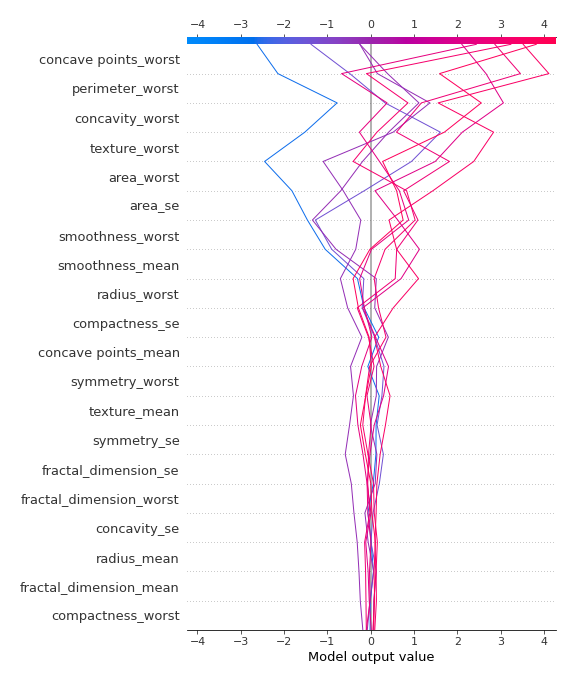 −4 −3 −2 −1 0 1 2 3 4
concave points_worst
perimeter_worst
concavity_worst
texture_worst
area_worst
area_se
smoothness_worst
smoothness_mean
radius_worst
compactness_se
concave points_mean
symmetry_worst
texture_mean
symmetry_se
fractal_dimension_se
fractal_dimension_worst
concavity_se
radius_mean
fractal_dimension_mean
compactness_worst
−4 −3 −2 −1 0 1 2 3 4
Model output value